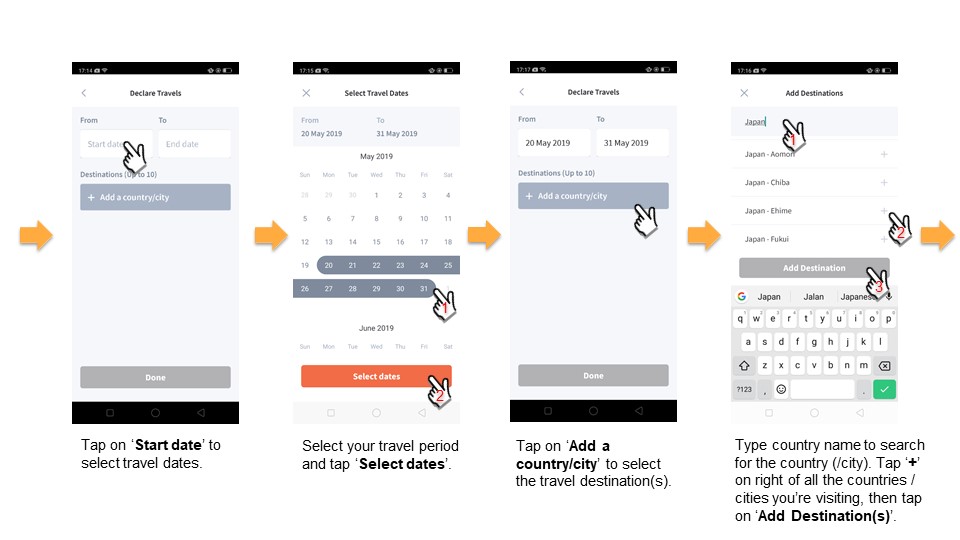 17:14
Declare Travels
From To
Start date End date
Destinations (Up to 10)
+ Add a country/city
Done
Tap on ‘Start date’ to
select travel dates.
17:15
Select Travel Dates
From To
20 May 2019 31 May 2019
May 2019
Sun Mon Tue Wed Thu Fri Sat
28 29 30 1 2 3 4
5 6 7 8 9 10 11
12 13 14 15 16 17 18
19 20 21 22 23 24 25
26 27 28 29 30 31
1
June 2019
Sun Mon Tue Wed Thu Fri Sat
Select dates
2
Select your travel period
and tap ‘Select dates’.
17:17
Declare Travels
From To
20 May 2019 31 May 2019
Destinations (Up to 10)
+ Add a country/city
Done
Tap on ‘Add a
country/city’ to select
the travel destination(s).
17:16
Add Destinations
Japan
1
Japan - Aomori +
Japan - Chiba +
Japan - Ehime +
2
Japan - Fukui +
Add Destination
3
G Japan Jalan Japanese
q w e r t y u i o p
1 2 3 4 5 6 7 8 9 0
a s d f g h j k l
z x c v b n m
?123 , .
Type country name to search
for the country (/city). Tap ‘+’
on right of all the countries /
cities you’re visiting, then tap
on ‘Add Destination(s)’.